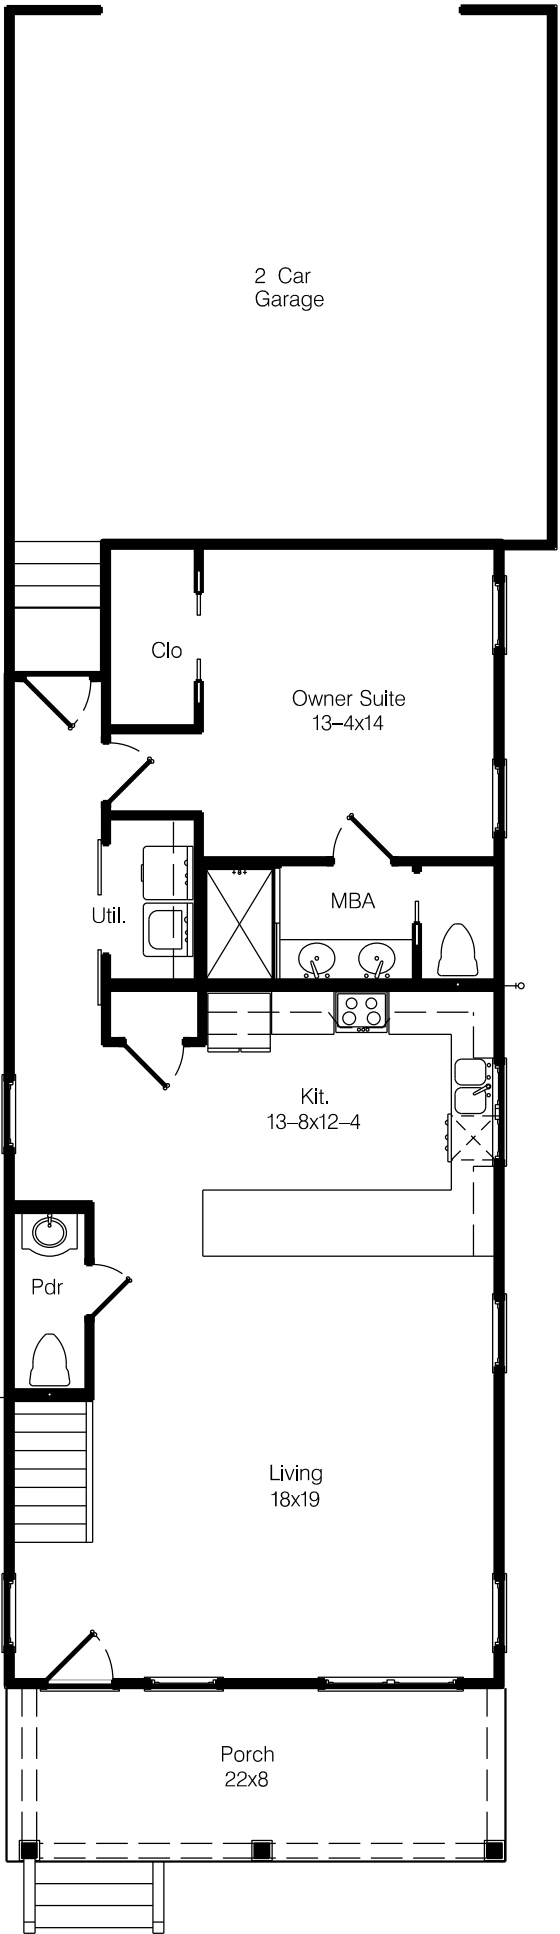 2 Car
Garage
Clo
Owner Suite
13–4x14
MBA
Util.
Kit.
13–8x12–4
Pdr
Living
18x19
Porch
22x8